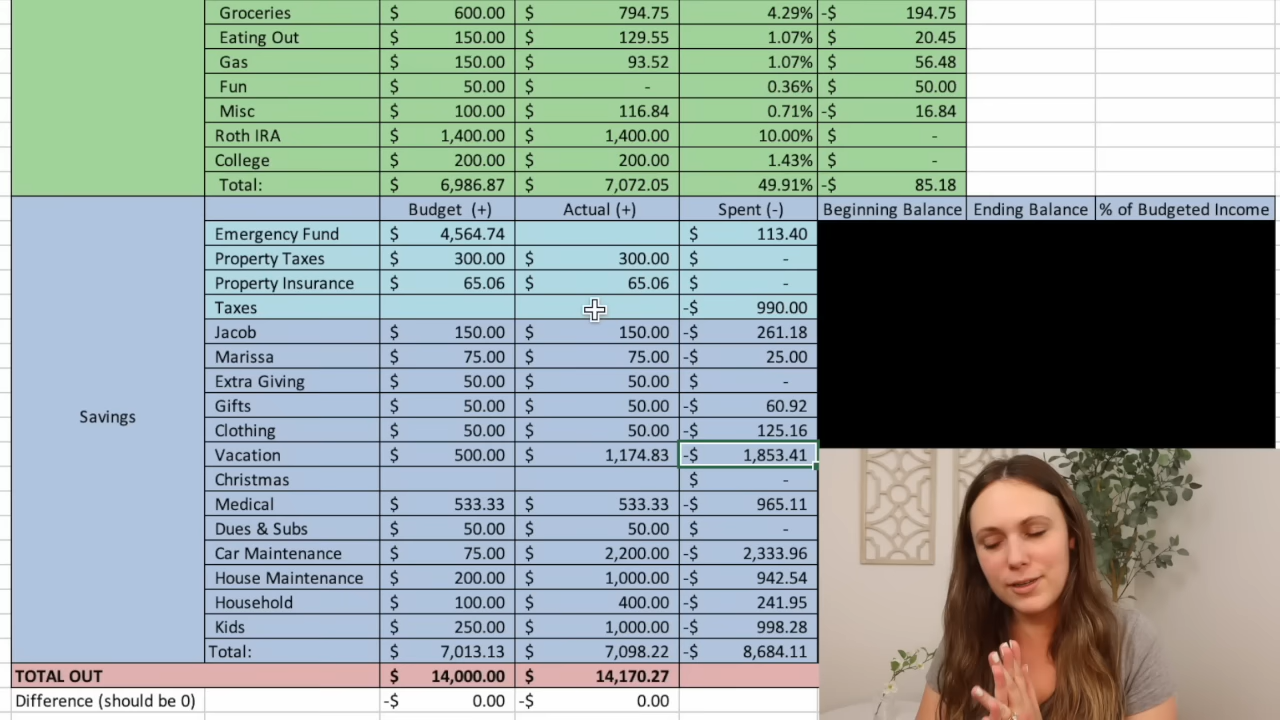 Groceries $ 600.00 $ 794.75 4.29% -$ 194.75
Eating Out $ 150.00 $ 129.55 1.07% $ 20.45
Gas $ 150.00 $ 93.52 1.07% $ 56.48
Fun $ 50.00 $ - 0.36% $ 50.00
Misc $ 100.00 $ 116.84 0.71% -$ 16.84
Roth IRA $ 1,400.00 $ 1,400.00 10.00% $ -
College $ 200.00 $ 200.00 1.43% $ -
Total: $ 6,986.87 $ 7,072.05 49.91% -$ 85.18
Budget (+) Actual (+) Spent (-) Beginning Balance Ending Balance % of Budgeted Income
Emergency Fund $ 4,564.74 $ 113.40
Property Taxes $ 300.00 $ 300.00 $ -
Property Insurance $ 65.06 $ 65.06 $ -
Taxes -$ 990.00
Jacob $ 150.00 $ 150.00 -$ 261.18
Marissa $ 75.00 $ 75.00 -$ 25.00
Extra Giving $ 50.00 $ 50.00 $ -
Gifts $ 50.00 $ 50.00 -$ 60.92
Clothing $ 50.00 $ 50.00 -$ 125.16
Savings
Vacation $ 500.00 $ 1,174.83 -$ 1,853.41
Christmas $ -
Medical $ 533.33 $ 533.33 -$ 965.11
Dues & Subs $ 50.00 $ 50.00 $ -
Car Maintenance $ 75.00 $ 2,200.00 -$ 2,333.96
House Maintenance $ 200.00 $ 1,000.00 -$ 942.54
Household $ 100.00 $ 400.00 -$ 241.95
Kids $ 250.00 $ 1,000.00 -$ 998.28
Total: $ 7,013.13 $ 7,098.22 -$ 8,684.11
TOTAL OUT $ 14,000.00 $ 14,170.27
Difference (should be 0) -$ 0.00 -$ 0.00